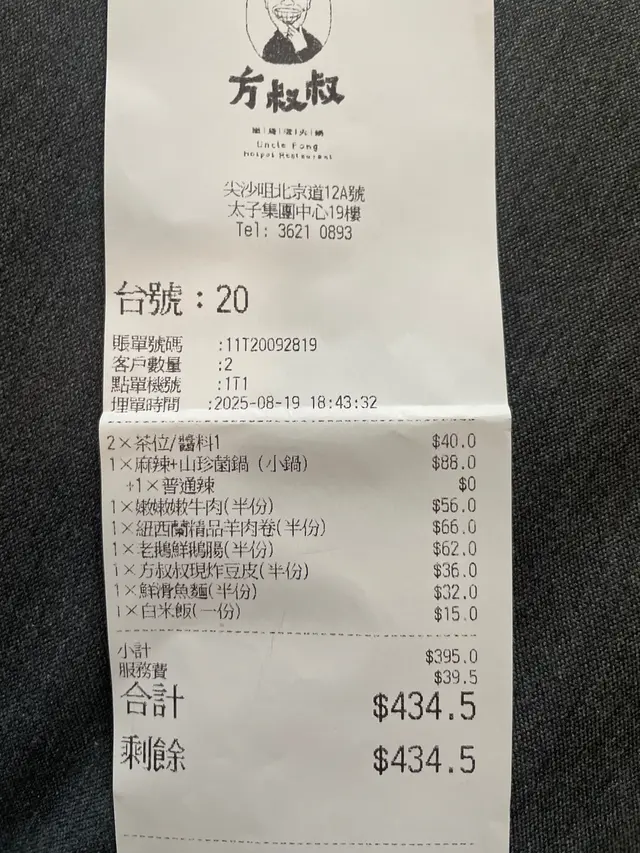 方叔叔
Uncle Fong
Hotpot Restaurant
尖沙咀北京道12A號
太子集團中心19樓
Tel: 3621 0893
台號：20
賬單號碼 :11T20092819
客戶數量 :2
點單機號 :1T1
埋單時間 :2025-08-19 18:43:32
2×茶位/醬料1 $40.0
1×麻辣+山珍菌鍋（小鍋） $88.0
+1×普通辣 $0
1×嫩嫩嫩牛肉(半份) $56.0
1×紐西蘭精品羊肉卷(半份) $66.0
1×老鵝鮮鵝腸(半份) $62.0
1×方叔叔現炸豆皮(半份) $36.0
1×鮮滑魚麵(半份) $32.0
1×白米飯(一份) $15.0
小計 $395.0
服務費 $39.5
合計 $434.5
剩餘 $434.5